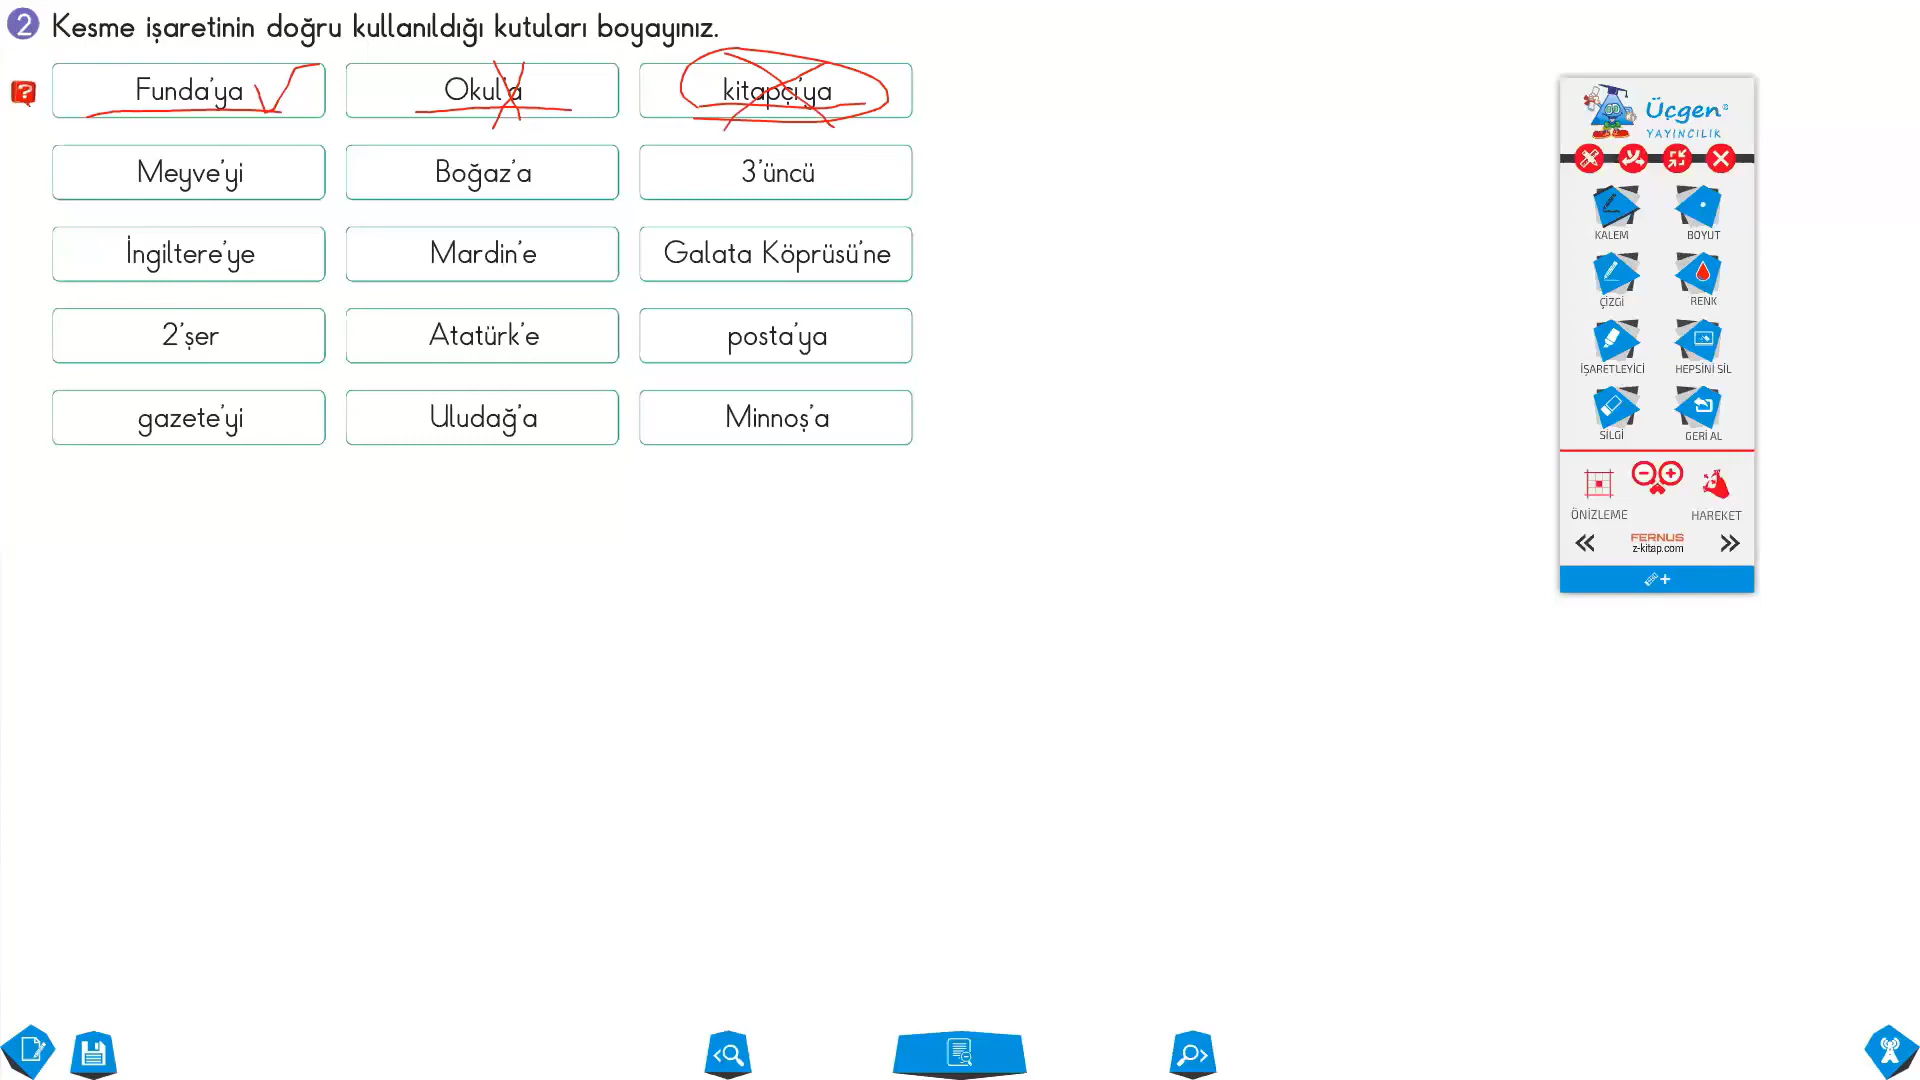 2 Kesme işaretinin doğru kullanıldığı kutuları boyayınız.
? Funda'ya Okul'a kitapçı'ya
Meyve'yi Boğaz'a 3'üncü
İngiltere'ye Mardin'e Galata Köprüsü'ne
2'şer Atatürk'e posta'ya
gazete'yi Uludağ'a Minnoş'a
Üçgen
YAYINCILIK
KALEM BOYUT
ÇİZGİ RENK
İŞARETLEYİCİ HEPSİNİ SİL
SİLGİ GERİ AL
ÖNİZLEME HAREKET
FERNUS
z-kitap.com